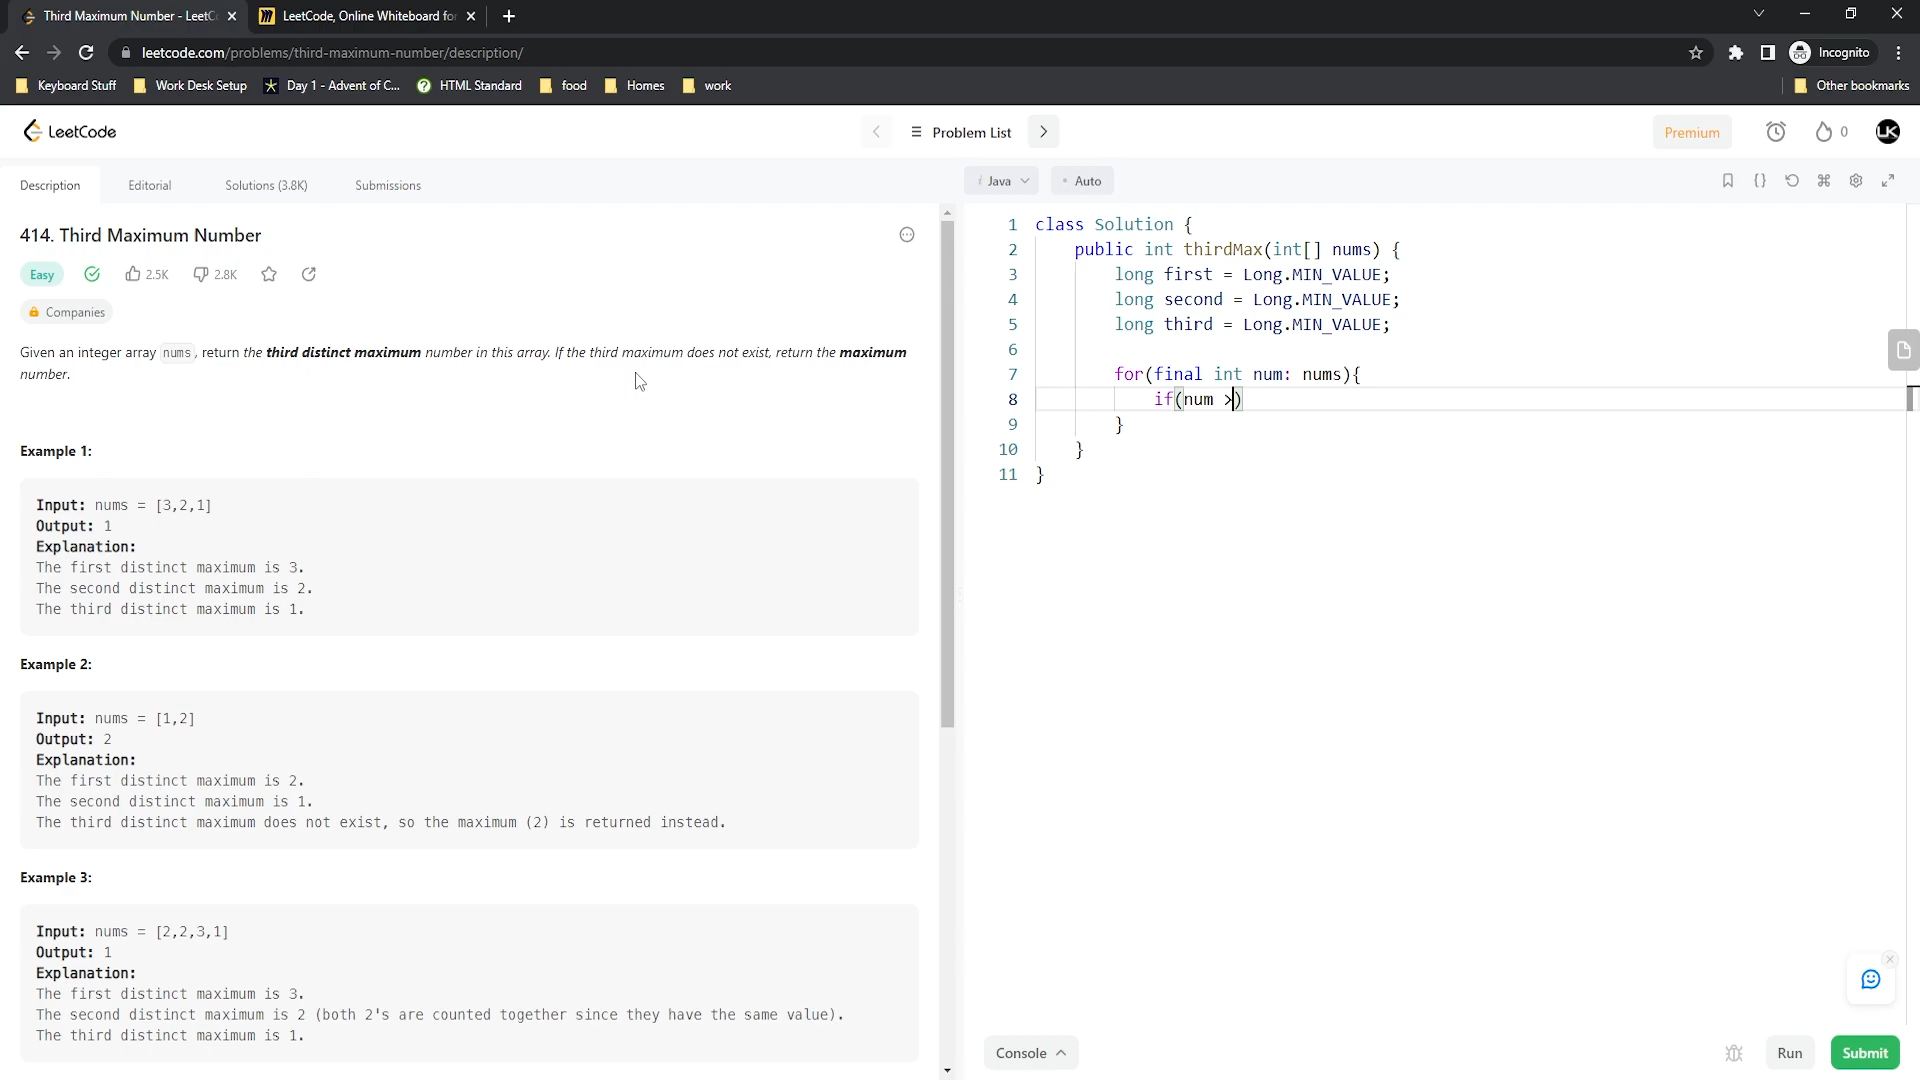 Third Maximum Number - LeetC
LeetCode, Online Whiteboard for
leetcode.com/problems/third-maximum-number/description/
Incognito
Keyboard Stuff
Work Desk Setup
Day 1 - Advent of C...
HTML Standard
food
Homes
work
Other bookmarks
LeetCode
Problem List
Premium
0
LK
Description
Editorial
Solutions (3.8K)
Submissions
414. Third Maximum Number
Easy
2.5K
2.8K
Companies
Given an integer array nums, return the third distinct maximum number in this array. If the third maximum does not exist, return the maximum
number.
Example 1:
Input: nums = [3,2,1]
Output: 1
Explanation:
The first distinct maximum is 3.
The second distinct maximum is 2.
The third distinct maximum is 1.
Example 2:
Input: nums = [1,2]
Output: 2
Explanation:
The first distinct maximum is 2.
The second distinct maximum is 1.
The third distinct maximum does not exist, so the maximum (2) is returned instead.
Example 3:
Input: nums = [2,2,3,1]
Output: 1
Explanation:
The first distinct maximum is 3.
The second distinct maximum is 2 (both 2's are counted together since they have the same value).
The third distinct maximum is 1.
i Java
Auto
1 class Solution {
2 public int thirdMax(int[] nums) {
3 long first = Long.MIN_VALUE;
4 long second = Long.MIN_VALUE;
5 long third = Long.MIN_VALUE;
6
7 for(final int num: nums){
8 if(num >)
9 }
10 }
11 }
Console
Run
Submit